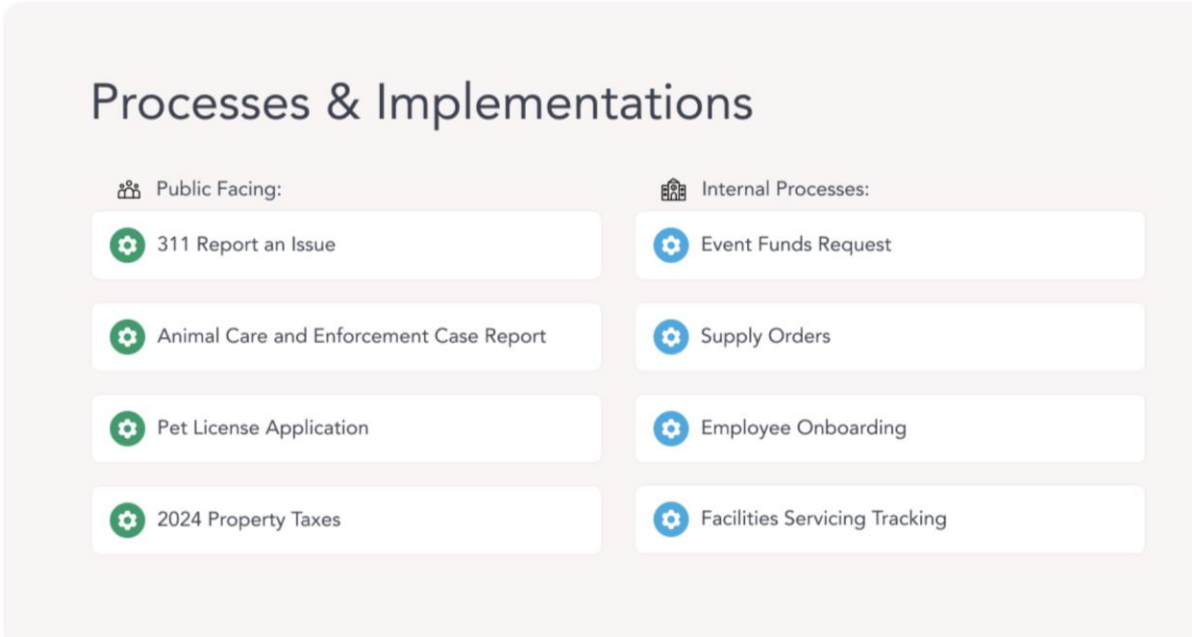 Processes & Implementations
Public Facing:
311 Report an Issue
Animal Care and Enforcement Case Report
Pet License Application
2024 Property Taxes
Internal Processes:
Event Funds Request
Supply Orders
Employee Onboarding
Facilities Servicing Tracking